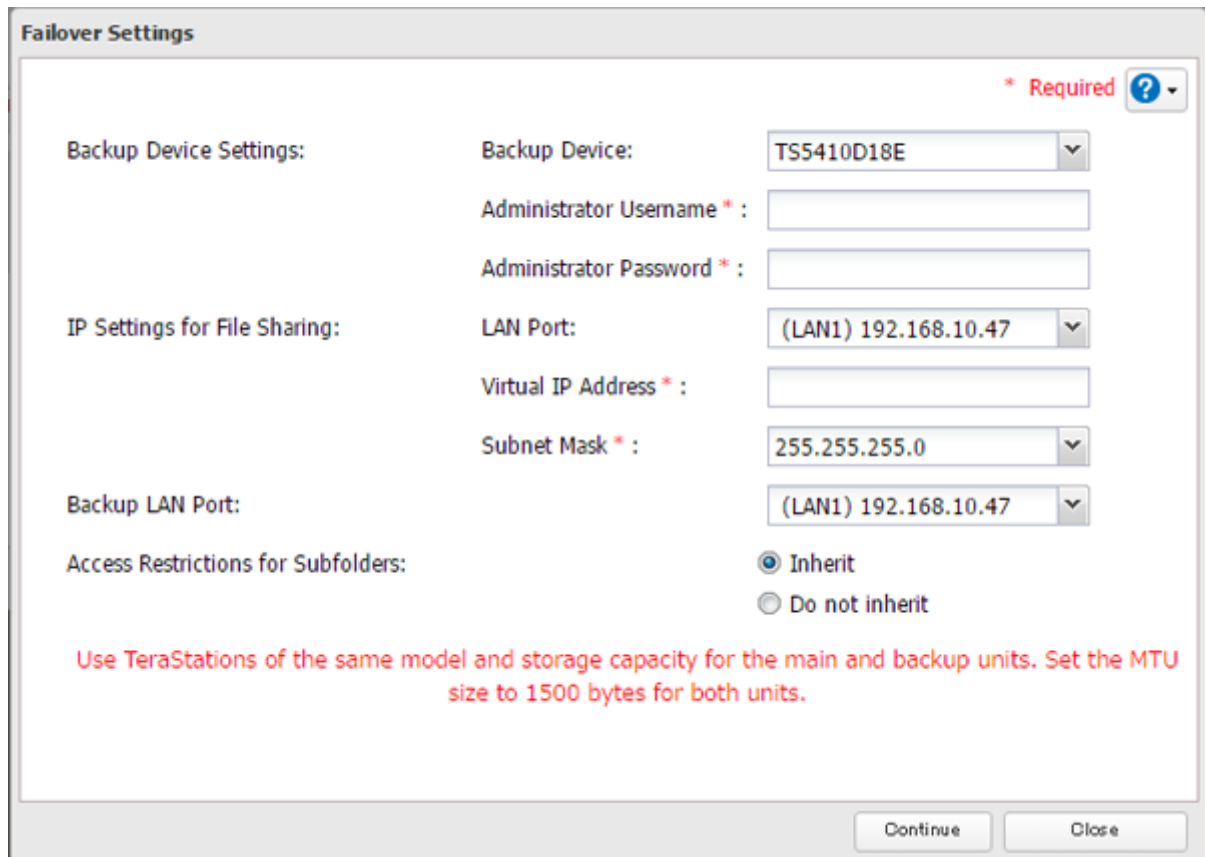 Failover Settings
* Required
Backup Device Settings: Backup Device: TS5410D18E
Administrator Username * :
Administrator Password * :
IP Settings for File Sharing: LAN Port: (LAN1) 192.168.10.47
Virtual IP Address * :
Subnet Mask * : 255.255.255.0
Backup LAN Port: (LAN1) 192.168.10.47
Access Restrictions for Subfolders: Inherit
Do not inherit
Use TeraStations of the same model and storage capacity for the main and backup units. Set the MTU
size to 1500 bytes for both units.
Continue Close